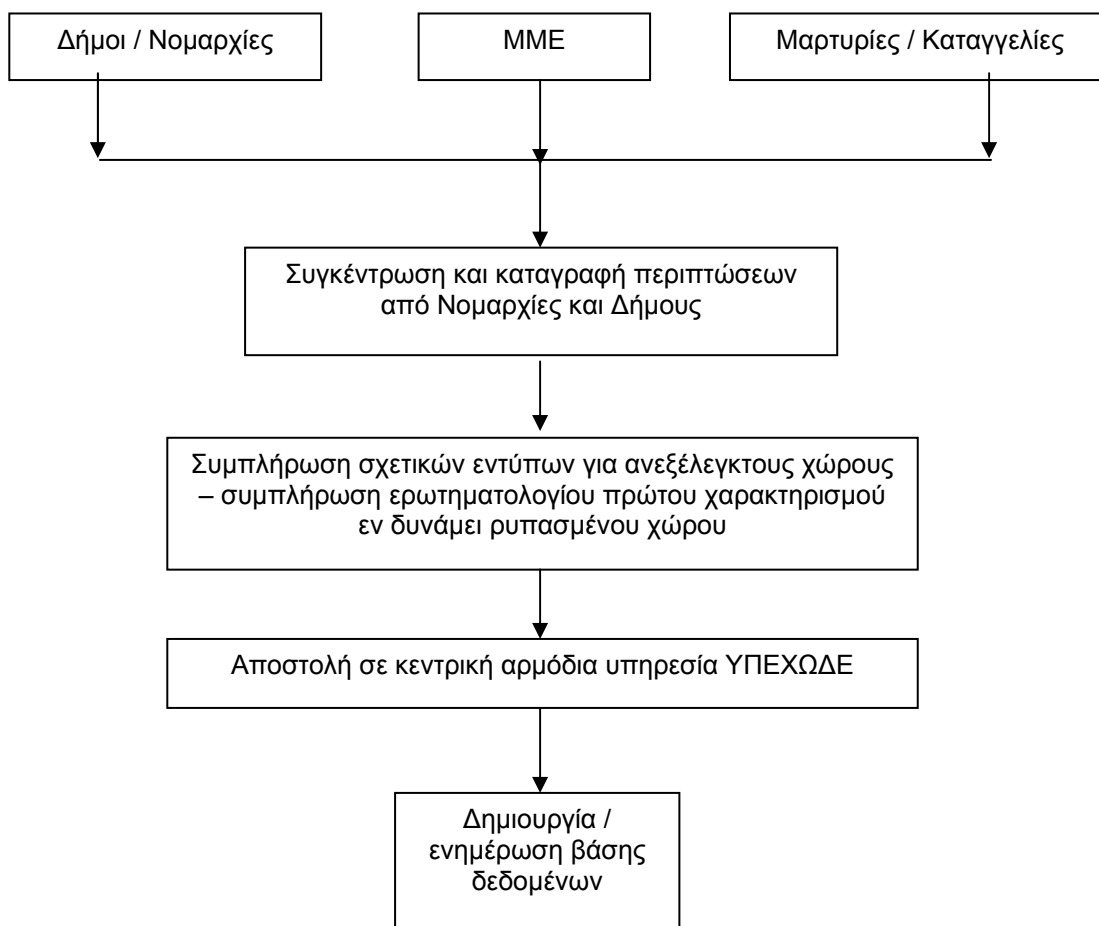 Δήμοι / Νομαρχίες
ΜΜΕ
Μαρτυρίες / Καταγγελίες
Συγκέντρωση και καταγραφή περιπτώσεων
από Νομαρχίες και Δήμους
Συμπλήρωση σχετικών εντύπων για ανεξέλεγκτους χώρους
– συμπλήρωση ερωτηματολογίου πρώτου χαρακτηρισμού
εν δυνάμει ρυπασμένου χώρου
Αποστολή σε κεντρική αρμόδια υπηρεσία ΥΠΕΧΩΔΕ
Δημιουργία /
ενημέρωση βάσης
δεδομένων